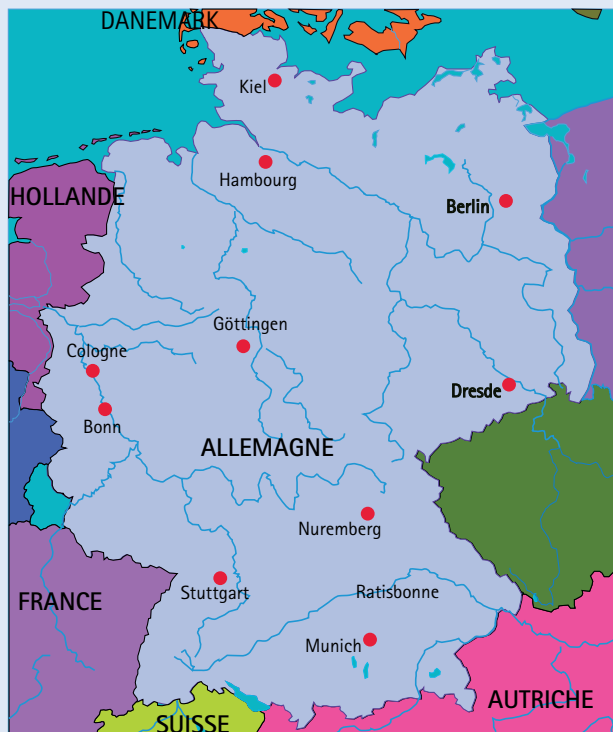 DANEMARK
Kiel
Hambourg
HOLLANDE
Berlin
Göttingen
Cologne
Dresde
Bonn
ALLEMAGNE
Nuremberg
Stuttgart
Ratisbonne
FRANCE
Munich
AUTRICHE
SUISSE